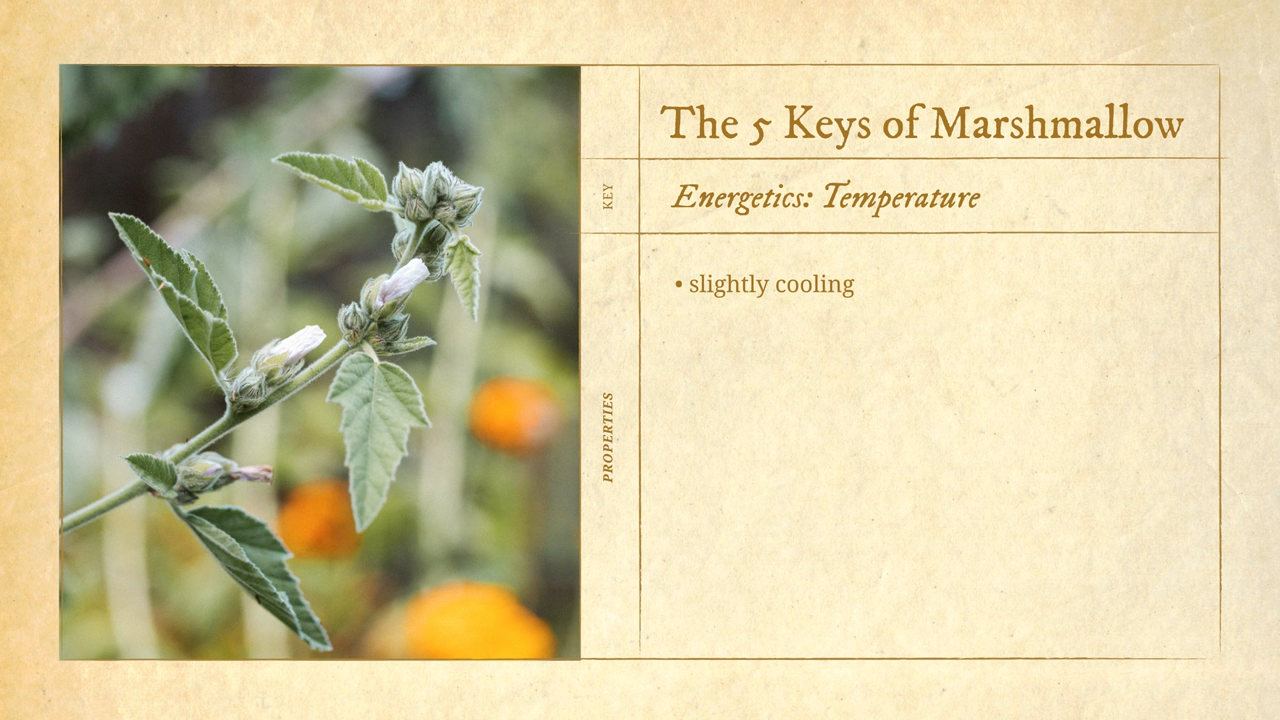 The 5 Keys of Marshmallow
KEY
Energetics: Temperature
PROPERTIES
• slightly cooling